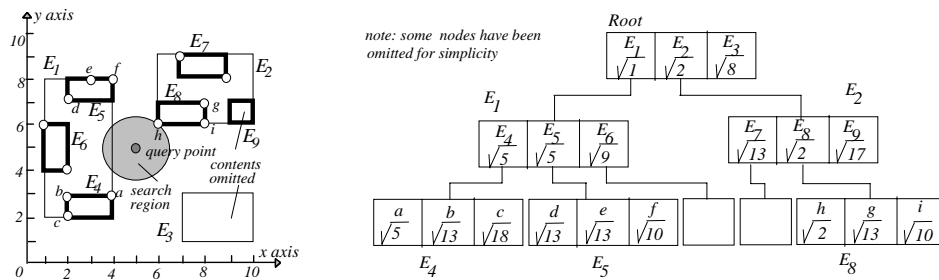 y axis
10
8
6
4
2
2
4
6
8
10
x axis
E1
e
f
d
E5
E6
b
E4
a
c
E7
E2
E8
g
h
i
E9
query point
search
region
contents
omitted
E3
note: some nodes have been
omitted for simplicity
Root
E1 E2 E3
√1 √2 √8
E1
E2
E4 E5 E6
√5 √5 √9
E7 E8 E9
√13 √2 √17
a b c
√5 √13 √18
d e f
√13 √13 √10
h g i
√2 √13 √10
E4
E5
E8